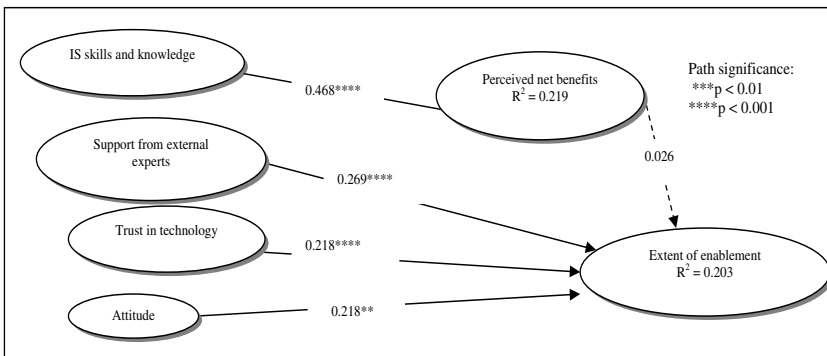 IS skills and knowledge
0.468****
Perceived net benefits
R² = 0.219
Path significance:
***p < 0.01
****p < 0.001
Support from external
experts
0.269****
0.026
Trust in technology
0.218****
Extent of enablement
R² = 0.203
Attitude
0.218**